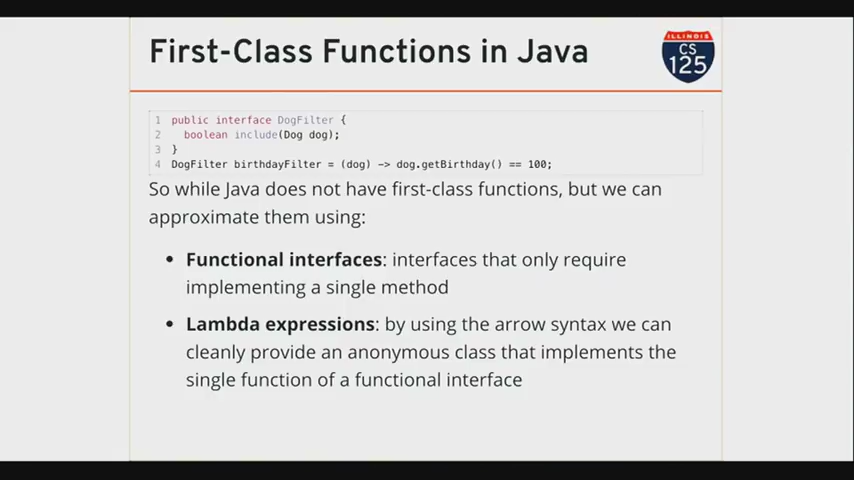 First-Class Functions in Java
ILLINOIS
CS
125
1 public interface DogFilter {
2 boolean include(Dog dog);
3 }
4 DogFilter birthdayFilter = (dog) -> dog.getBirthday() == 100;
So while Java does not have first-class functions, but we can
approximate them using:
• Functional interfaces: interfaces that only require
implementing a single method
• Lambda expressions: by using the arrow syntax we can
cleanly provide an anonymous class that implements the
single function of a functional interface